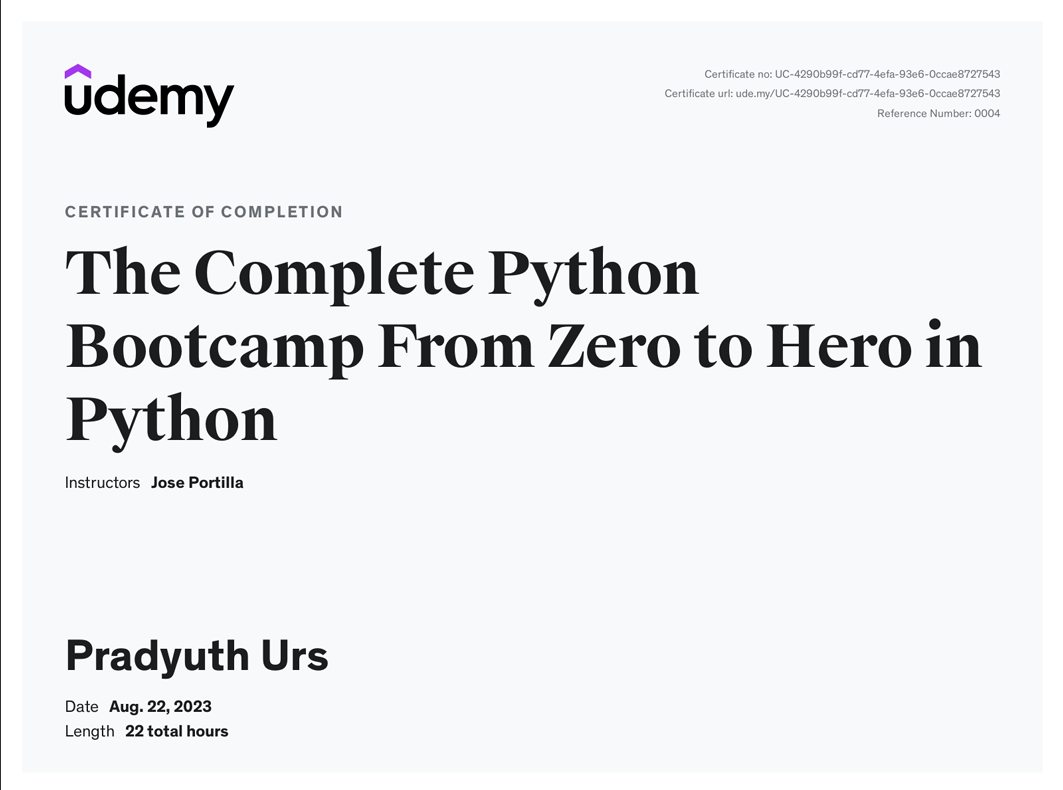 udemy
Certificate no: UC-4290b99f-cd77-4efa-93e6-0ccae8727543
Certificate url: ude.my/UC-4290b99f-cd77-4efa-93e6-0ccae8727543
Reference Number: 0004
CERTIFICATE OF COMPLETION
The Complete Python
Bootcamp From Zero to Hero in
Python
Instructors Jose Portilla
Pradyuth Urs
Date Aug. 22, 2023
Length 22 total hours